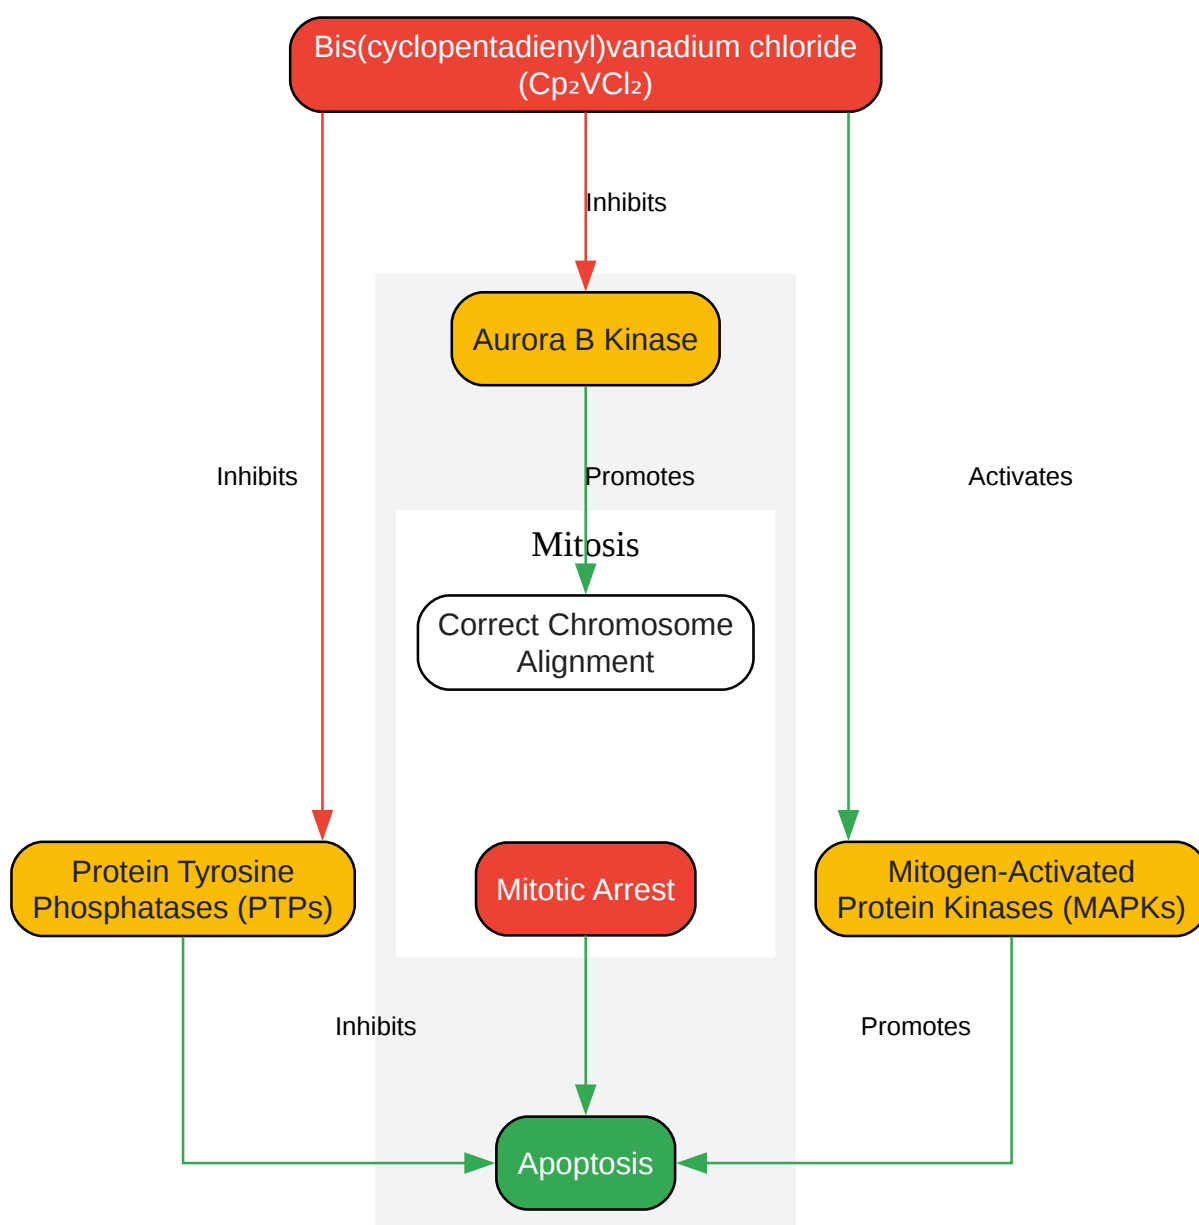 Bis(cyclopentadienyl)vanadium chloride
(Cp₂VCl₂)
Inhibits
Aurora B Kinase
Inhibits
Promotes
Activates
Mitosis
Correct Chromosome
Alignment
Protein Tyrosine
Phosphatases (PTPs)
Mitotic Arrest
Mitogen-Activated
Protein Kinases (MAPKs)
Inhibits
Promotes
Apoptosis